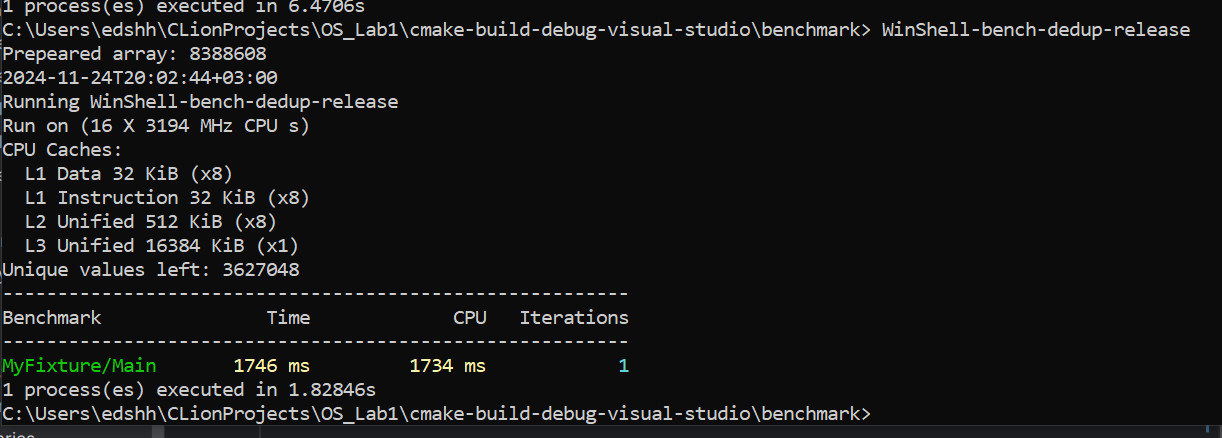 1 process(es) executed in 6.4706s
C:\Users\edshh\CLionProjects\OS_Lab1\cmake-build-debug-visual-studio\benchmark> WinShell-bench-dedup-release
Prepeared array: 8388608
2024-11-24T20:02:44+03:00
Running WinShell-bench-dedup-release
Run on (16 X 3194 MHz CPU s)
CPU Caches:
  L1 Data 32 KiB (x8)
  L1 Instruction 32 KiB (x8)
  L2 Unified 512 KiB (x8)
  L3 Unified 16384 KiB (x1)
Unique values left: 3627048
---------------------------------------------------------
Benchmark               Time             CPU   Iterations
---------------------------------------------------------
MyFixture/Main       1746 ms         1734 ms            1
1 process(es) executed in 1.82846s
C:\Users\edshh\CLionProjects\OS_Lab1\cmake-build-debug-visual-studio\benchmark>